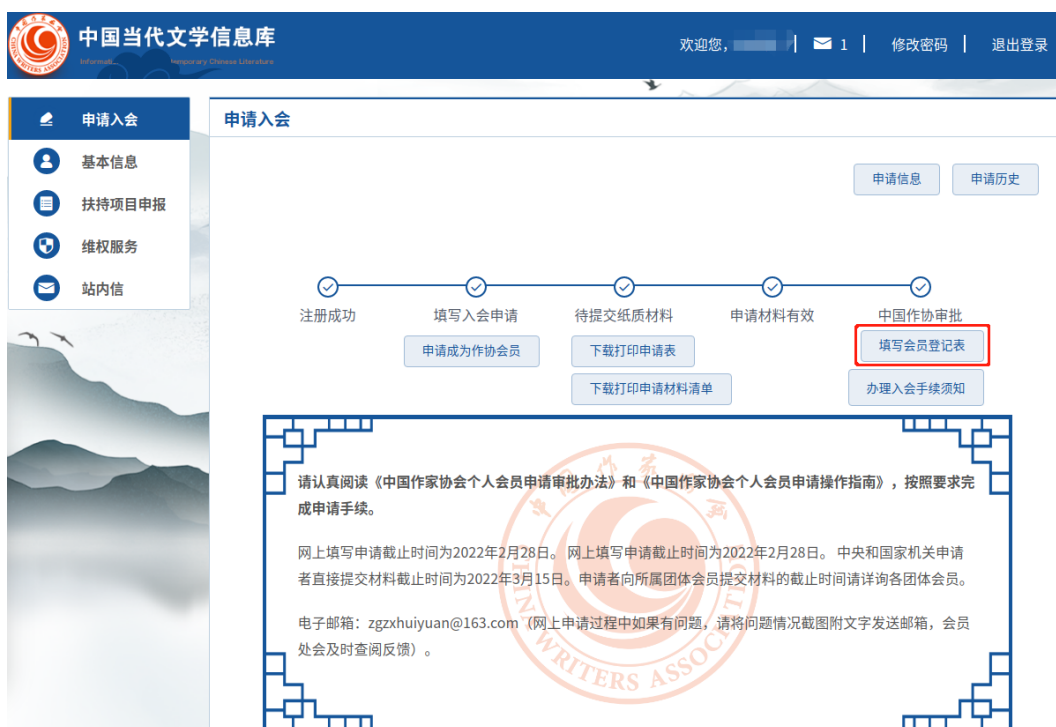 中国当代文学信息库
欢迎您， 1 修改密码 退出登录
申请入会
基本信息
扶持项目申报
维权服务
站内信
申请入会
申请信息 申请历史
注册成功 填写入会申请 待提交纸质材料 申请材料有效 中国作协审批
申请成为作协会员 下载打印申请表 填写会员登记表
下载打印申请材料清单 办理入会手续须知
请认真阅读《中国作家协会个人会员申请审批办法》和《中国作家协会个人会员申请操作指南》，按照要求完
成申请手续。
网上填写申请截止时间为2022年2月28日。 网上填写申请截止时间为2022年2月28日。 中央和国家机关申请
者直接提交材料截止时间为2022年3月15日。申请者向所属团体会员提交材料的截止时间请详询各团体会员。
电子邮箱：zgzxhuiyuan@163.com（网上申请过程中如果有问题，请将问题情况截图附文字发送邮箱，会员
处会及时查阅反馈）。
中国作家协会
CHINA WRITERS ASSOCIATION